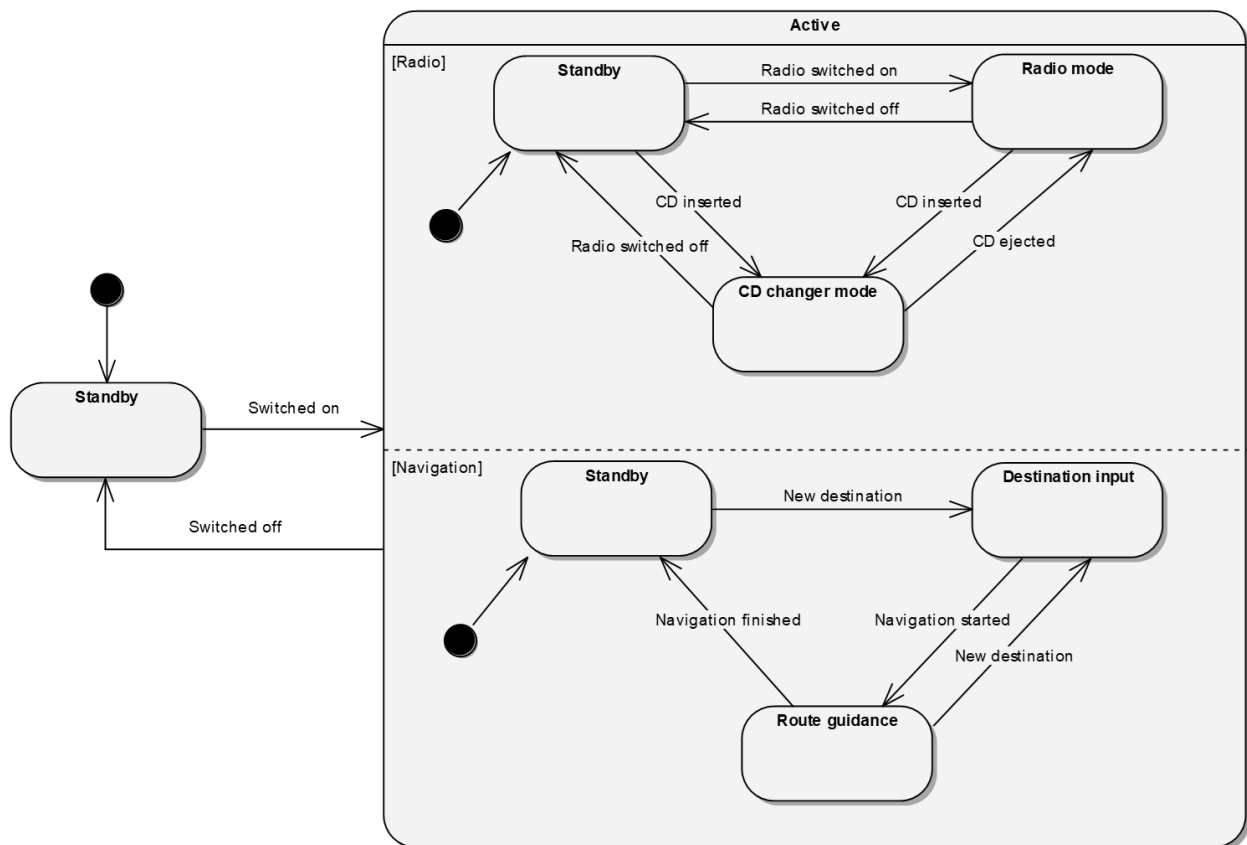 Active
[Radio]
Standby
Radio switched on
Radio mode
Radio switched off
CD inserted
CD inserted
Radio switched off
CD ejected
CD changer mode
Standby
Switched on
Switched off
[Navigation]
Standby
New destination
Destination input
Navigation finished
Navigation started
New destination
Route guidance